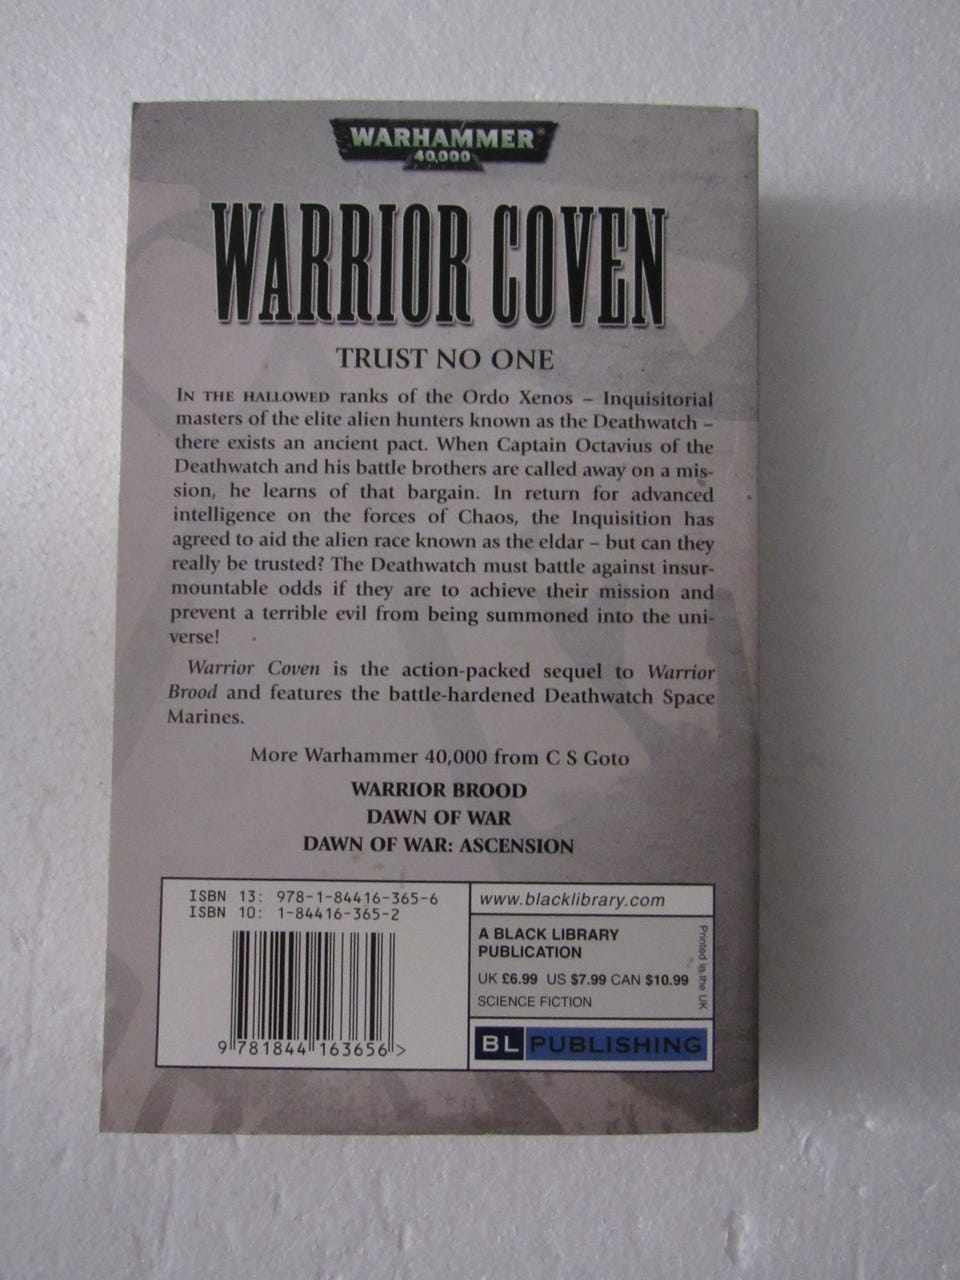 WARHAMMER®
40,000
WARRIOR COVEN
TRUST NO ONE
IN THE HALLOWED ranks of the Ordo Xenos – Inquisitorial
masters of the elite alien hunters known as the Deathwatch –
there exists an ancient pact. When Captain Octavius of the
Deathwatch and his battle brothers are called away on a mis-
sion, he learns of that bargain. In return for advanced
intelligence on the forces of Chaos, the Inquisition has
agreed to aid the alien race known as the eldar – but can they
really be trusted? The Deathwatch must battle against insur-
mountable odds if they are to achieve their mission and
prevent a terrible evil from being summoned into the uni-
verse!
Warrior Coven is the action-packed sequel to Warrior
Brood and features the battle-hardened Deathwatch Space
Marines.
More Warhammer 40,000 from C S Goto
WARRIOR BROOD
DAWN OF WAR
DAWN OF WAR: ASCENSION
ISBN 13: 978-1-84416-365-6
ISBN 10: 1-84416-365-2
9 781844 163656 >
www.blacklibrary.com
A BLACK LIBRARY
PUBLICATION
UK £6.99 US $7.99 CAN $10.99
SCIENCE FICTION
Printed in the UK
BL PUBLISHING